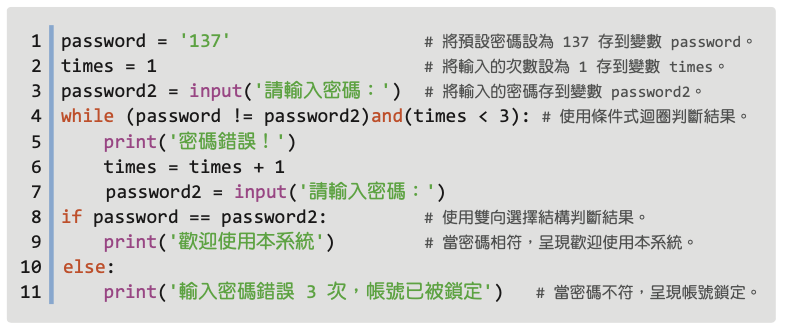 1 password = '137' # 將預設密碼設為 137 存到變數 password。
2 times = 1 # 將輸入的次數設為 1 存到變數 times。
3 password2 = input('請輸入密碼：') # 將輸入的密碼存到變數 password2。
4 while (password != password2)and(times < 3): # 使用條件式迴圈判斷結果。
5 print('密碼錯誤！')
6 times = times + 1
7 password2 = input('請輸入密碼：')
8 if password == password2: # 使用雙向選擇結構判斷結果。
9 print('歡迎使用本系統') # 當密碼相符，呈現歡迎使用本系統。
10 else:
11 print('輸入密碼錯誤 3 次，帳號已被鎖定') # 當密碼不符，呈現帳號鎖定。